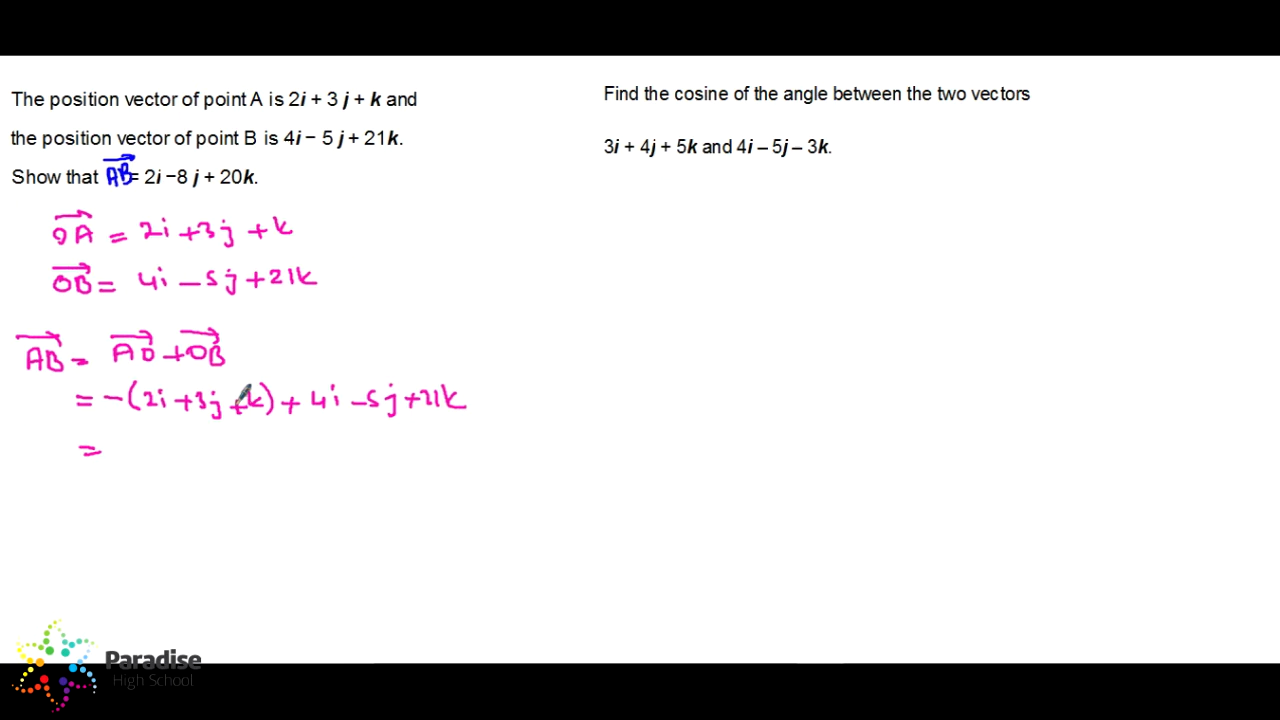 The position vector of point A is 2i + 3 j + k and
the position vector of point B is 4i − 5 j + 21k.
Show that AB = 2i −8 j + 20k.
OA = 2i + 3j + k
OB = 4i - 5j + 21k
AB = AO + OB
= -(2i + 3j + k) + 4i - 5j + 21k
=
Find the cosine of the angle between the two vectors
3i + 4j + 5k and 4i – 5j – 3k.
Paradise
High School